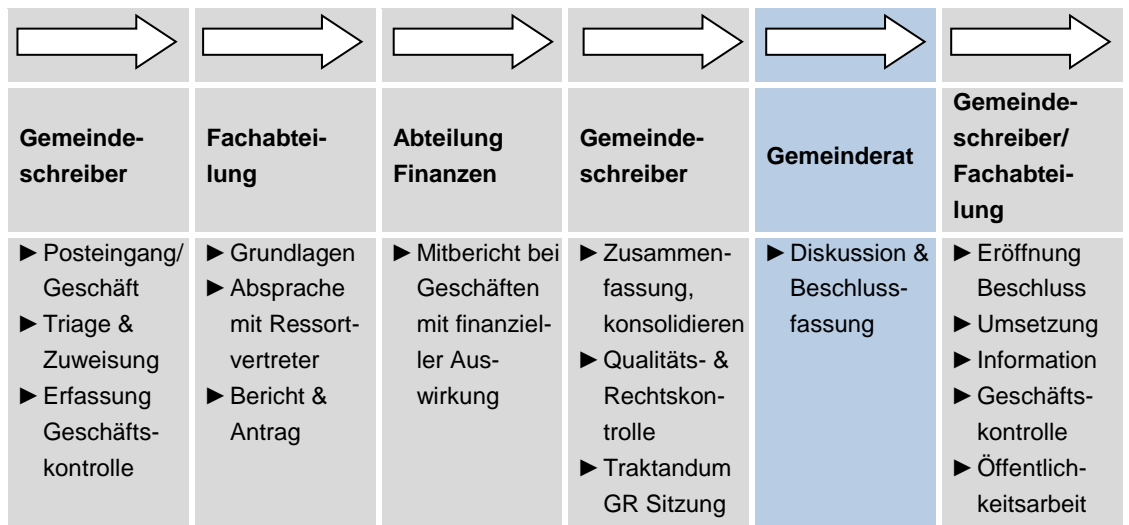 Gemeinde-
schreiber
Fachabtei-
lung
Abteilung
Finanzen
Gemeinde-
schreiber
Gemeinderat
Gemeinde-
schreiber/
Fachabtei-
lung
► Posteingang/
Geschäft
► Triage &
Zuweisung
► Erfassung
Geschäfts-
kontrolle
► Grundlagen
► Absprache
mit Ressort-
vertreter
► Bericht &
Antrag
► Mitbericht bei
Geschäften
mit finanziel-
ler Aus-
wirkung
► Zusammen-
fassung,
konsolidieren
► Qualitäts- &
Rechtskon-
trolle
► Traktandum
GR Sitzung
► Diskussion &
Beschluss-
fassung
► Eröffnung
Beschluss
► Umsetzung
► Information
► Geschäfts-
kontrolle
► Öffentlich-
keitsarbeit